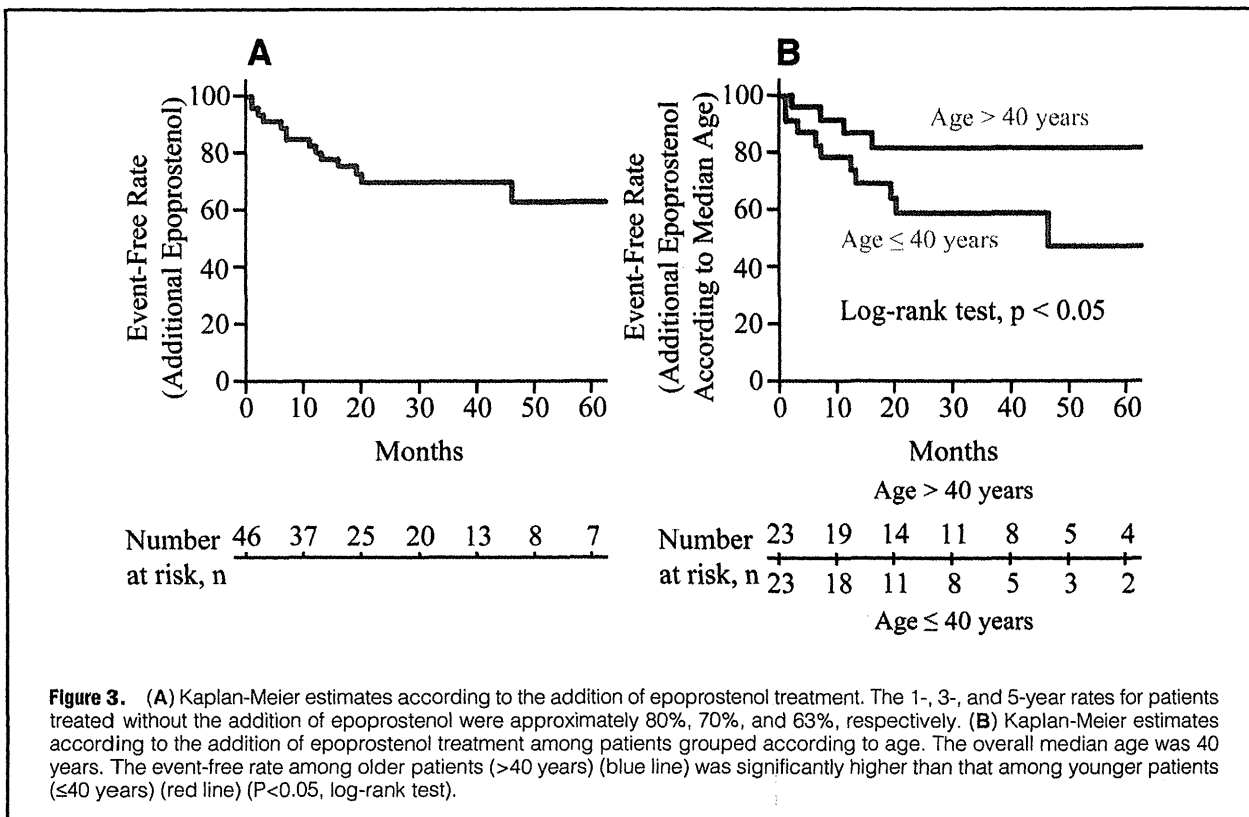 A
Event-Free Rate
(Additional Epoprostenol)
100
80
60
40
20
0
0 10 20 30 40 50 60
Months
Number 46 37 25 20 13 8 7
at risk, n
B
Event-Free Rate
(Additional Epoprostenol
According to Median Age)
100
80
60
40
20
0
Age > 40 years
Age ≤ 40 years
Log-rank test, p < 0.05
0 10 20 30 40 50 60
Months
Age > 40 years
Number 23 19 14 11 8 5 4
at risk, n 23 18 11 8 5 3 2
Age ≤ 40 years
Figure 3. (A) Kaplan-Meier estimates according to the addition of epoprostenol treatment. The 1-, 3-, and 5-year rates for patients
treated without the addition of epoprostenol were approximately 80%, 70%, and 63%, respectively. (B) Kaplan-Meier estimates
according to the addition of epoprostenol treatment among patients grouped according to age. The overall median age was 40
years. The event-free rate among older patients (>40 years) (blue line) was significantly higher than that among younger patients
(≤40 years) (red line) (P<0.05, log-rank test).